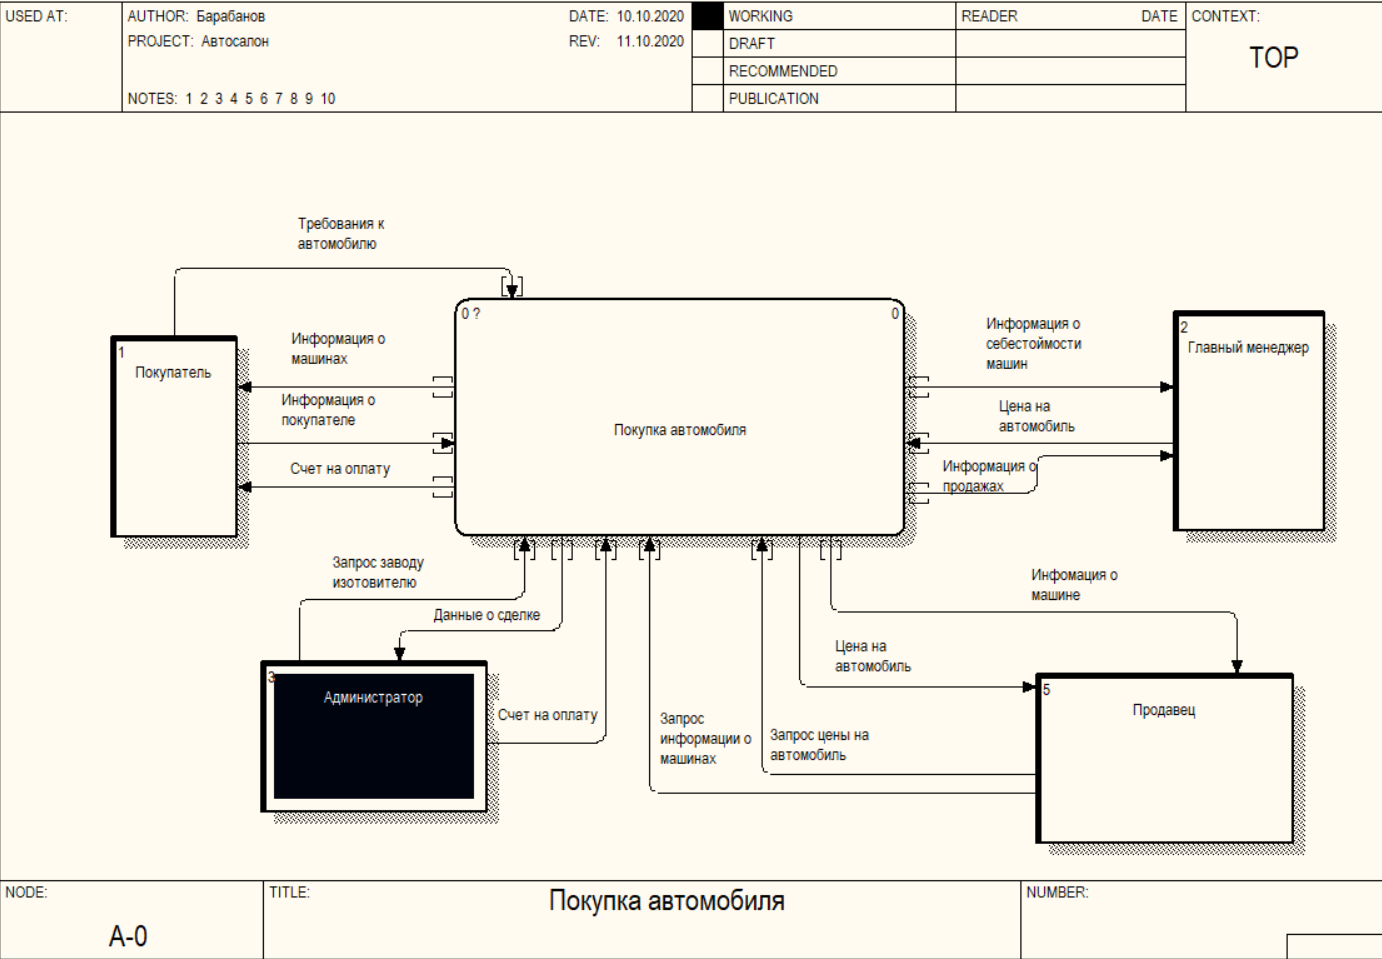 USED AT:
AUTHOR: Барабанов
DATE: 10.10.2020
WORKING
READER
DATE
CONTEXT:
PROJECT: Автосалон
REV: 11.10.2020
DRAFT
TOP
RECOMMENDED
NOTES: 1 2 3 4 5 6 7 8 9 10
PUBLICATION
Требования к
автомобилю
0 ?
0
Информация о
машинах
1
Покупатель
Информация о
покупателе
Счет на оплату
Покупка автомобиля
Информация о
себестоймости
машин
2
Главный менеджер
Цена на
автомобиль
Информация о
продажах
Запрос заводу
изотовителю
Данные о сделке
Инфомация о
машине
Цена на
автомобиль
3
Администратор
Счет на оплату
Запрос
информации о
машинах
Запрос цены на
автомобиль
5
Продавец
NODE:
A-0
TITLE:
Покупка автомобиля
NUMBER: